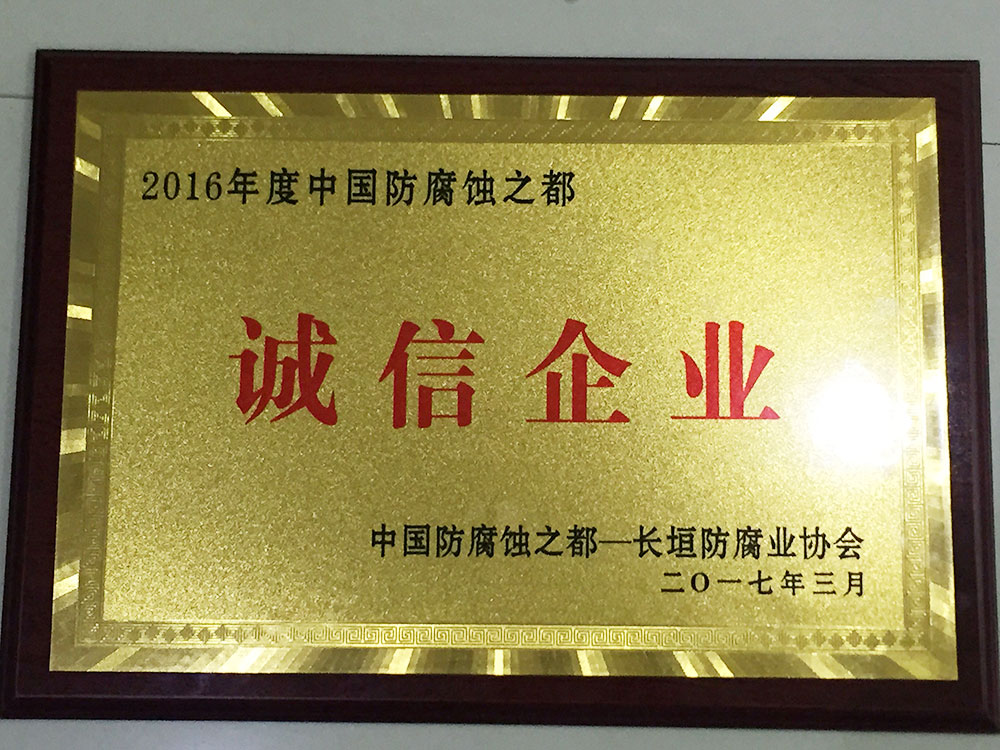 2016年度中国防腐蚀之都
诚信企业
中国防腐蚀之都—长垣防腐业协会
二O一七年三月